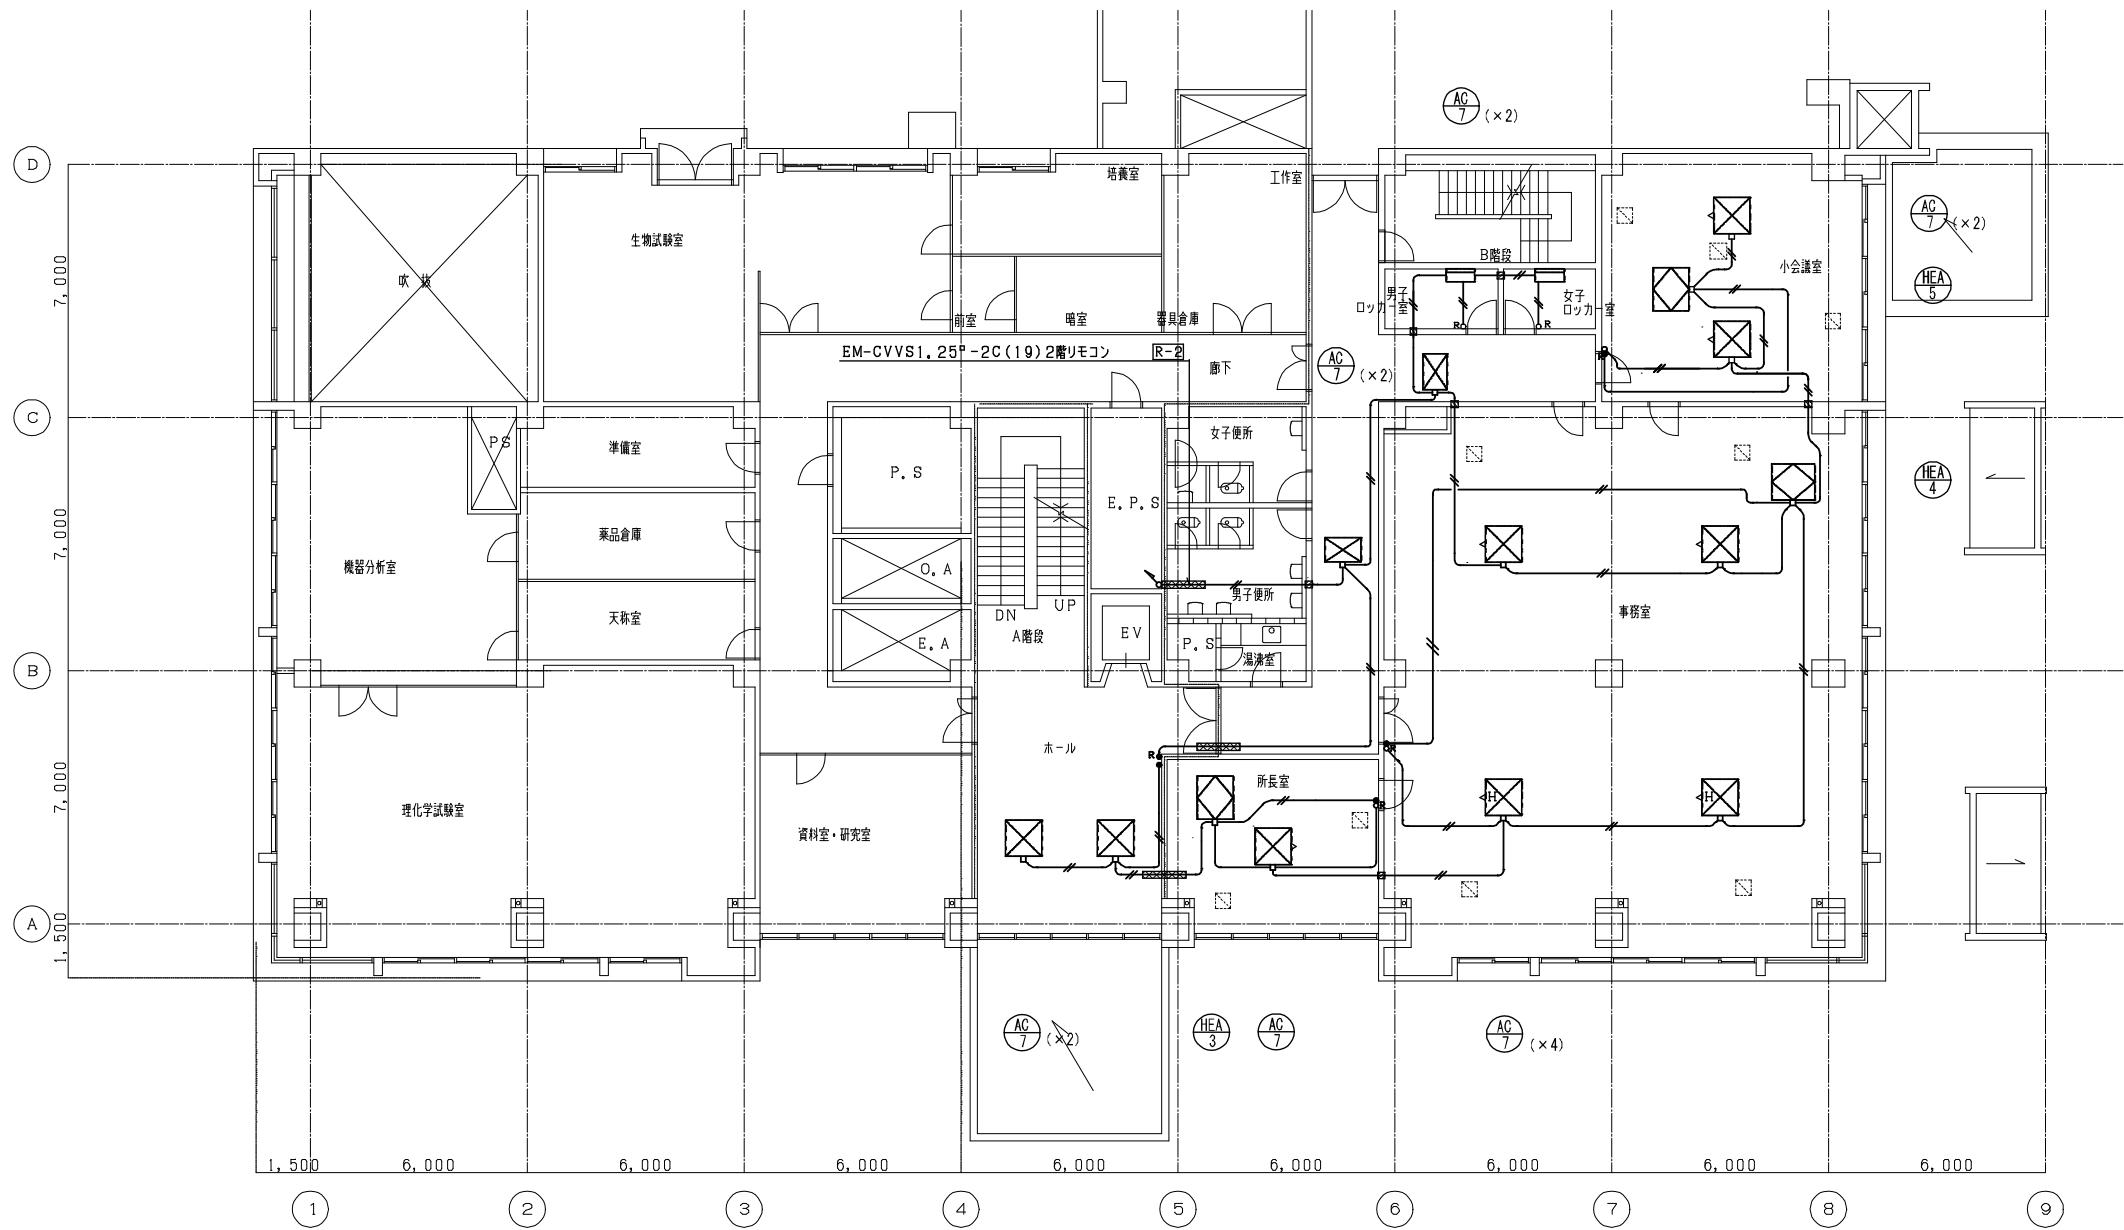 AC
7
(×2)
D
培養室
工作室
生物試験室
AC
7
(×2)
B階段
小会議室
吹 抜
HEA
5
男子
ロッカー室
女子
ロッカー室
7,000
前室
暗室
器具倉庫
R
R
EM-CVVS1.25□-2C(19)2階リモコン
R-2
廊下
AC
7
(×2)
R
C
PS
準備室
P.S
女子便所
E.P.S
HEA
4
7,000
薬品倉庫
機器分析室
O.A
男子便所
DN
UP
天称室
A階段
EV
事務室
E.A
P.S
湯沸室
B
ホール
R
R
所長室
7,000
理化学試験室
資料室・研究室
R
H
H
A
1,500
AC
7
(×2)
HEA
3
AC
7
AC
7
(×4)
1,500
6,000
6,000
6,000
6,000
6,000
6,000
6,000
6,000
1
2
3
4
5
6
7
8
9